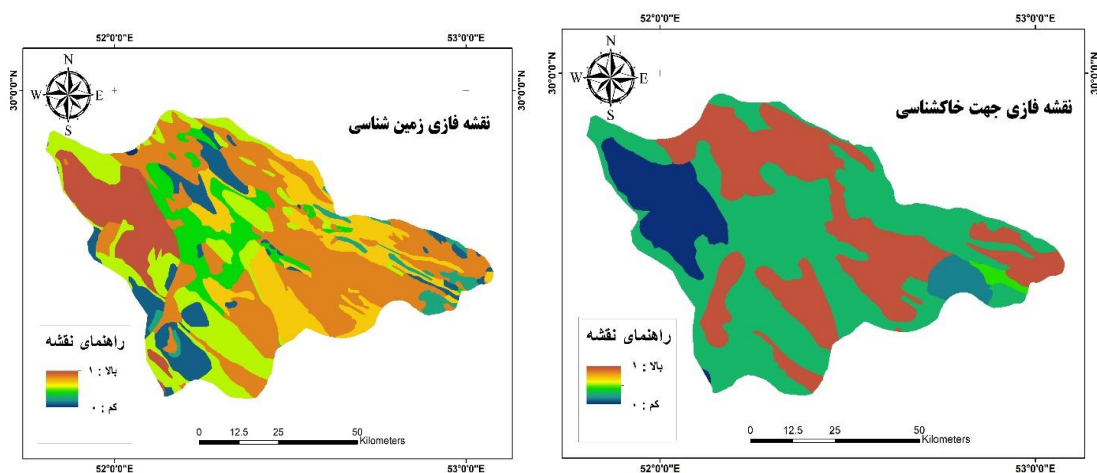 52°0'0"E
53°0'0"E
30°0'0"N
30°0'0"N
N
W
E
S
نقشه فازی زمین شناسی
راهنمای نقشه
بالا : ۱
کم : ۰
0 12.5 25 50
Kilometers
52°0'0"E
53°0'0"E
52°0'0"E
53°0'0"E
30°0'0"N
30°0'0"N
N
W
E
S
نقشه فازی جهت خاکشناسی
راهنمای نقشه
بالا : ۱
کم : ۰
0 12.5 25 50
Kilometers
52°0'0"E
53°0'0"E